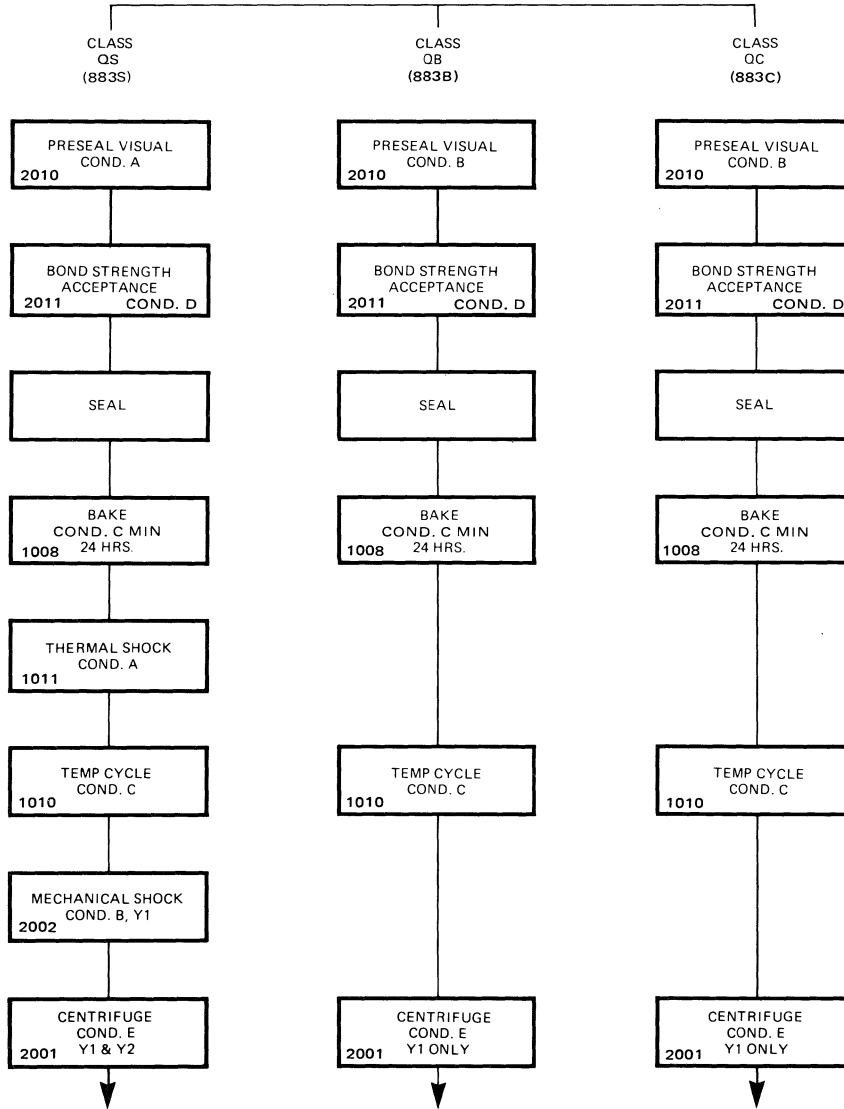 CLASS
QS
(883S)
CLASS
QB
(883B)
CLASS
QC
(883C)
PRESEAL VISUAL
COND. A
2010
PRESEAL VISUAL
COND. B
2010
PRESEAL VISUAL
COND. B
2010
BOND STRENGTH
ACCEPTANCE
2011 COND. D
BOND STRENGTH
ACCEPTANCE
2011 COND. D
BOND STRENGTH
ACCEPTANCE
2011 COND. D
SEAL
SEAL
SEAL
BAKE
COND. C MIN
1008 24 HRS.
BAKE
COND. C MIN
1008 24 HRS.
BAKE
COND. C MIN
1008 24 HRS.
THERMAL SHOCK
COND. A
1011
TEMP CYCLE
COND. C
1010
TEMP CYCLE
COND. C
1010
TEMP CYCLE
COND. C
1010
MECHANICAL SHOCK
COND. B, Y1
2002
CENTRIFUGE
COND. E
2001 Y1 & Y2
CENTRIFUGE
COND. E
2001 Y1 ONLY
CENTRIFUGE
COND. E
2001 Y1 ONLY